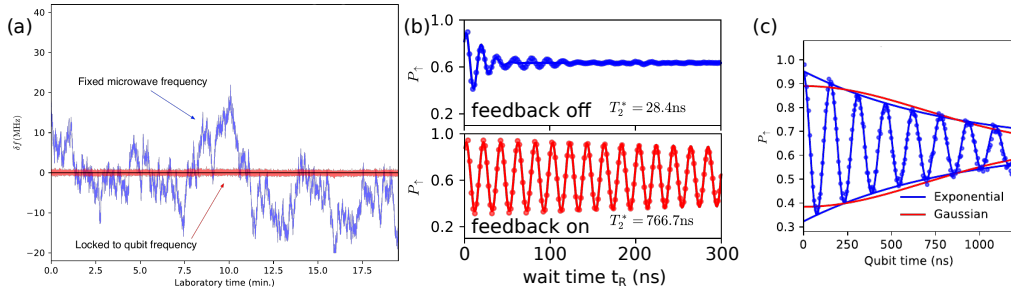 (a)
40
30
20
10
0
−10
−20
δf(MHz)
Fixed microwave frequency
Locked to qubit frequency
0.0 2.5 5.0 7.5 10.0 12.5 15.0 17.5
Laboratory time (min.)
(b)
1.0
0.6
0.2
P↑
feedback off T₂* = 28.4ns
0.9
0.6
0.1
P↑
feedback on T₂* = 766.7ns
0 50 100 150 200 250 300
wait time tR (ns)
(c)
1.0
0.9
0.8
0.7
0.6
0.5
0.4
0.3
P↑
Exponential
Gaussian
0 250 500 750 1000
Qubit time (ns)